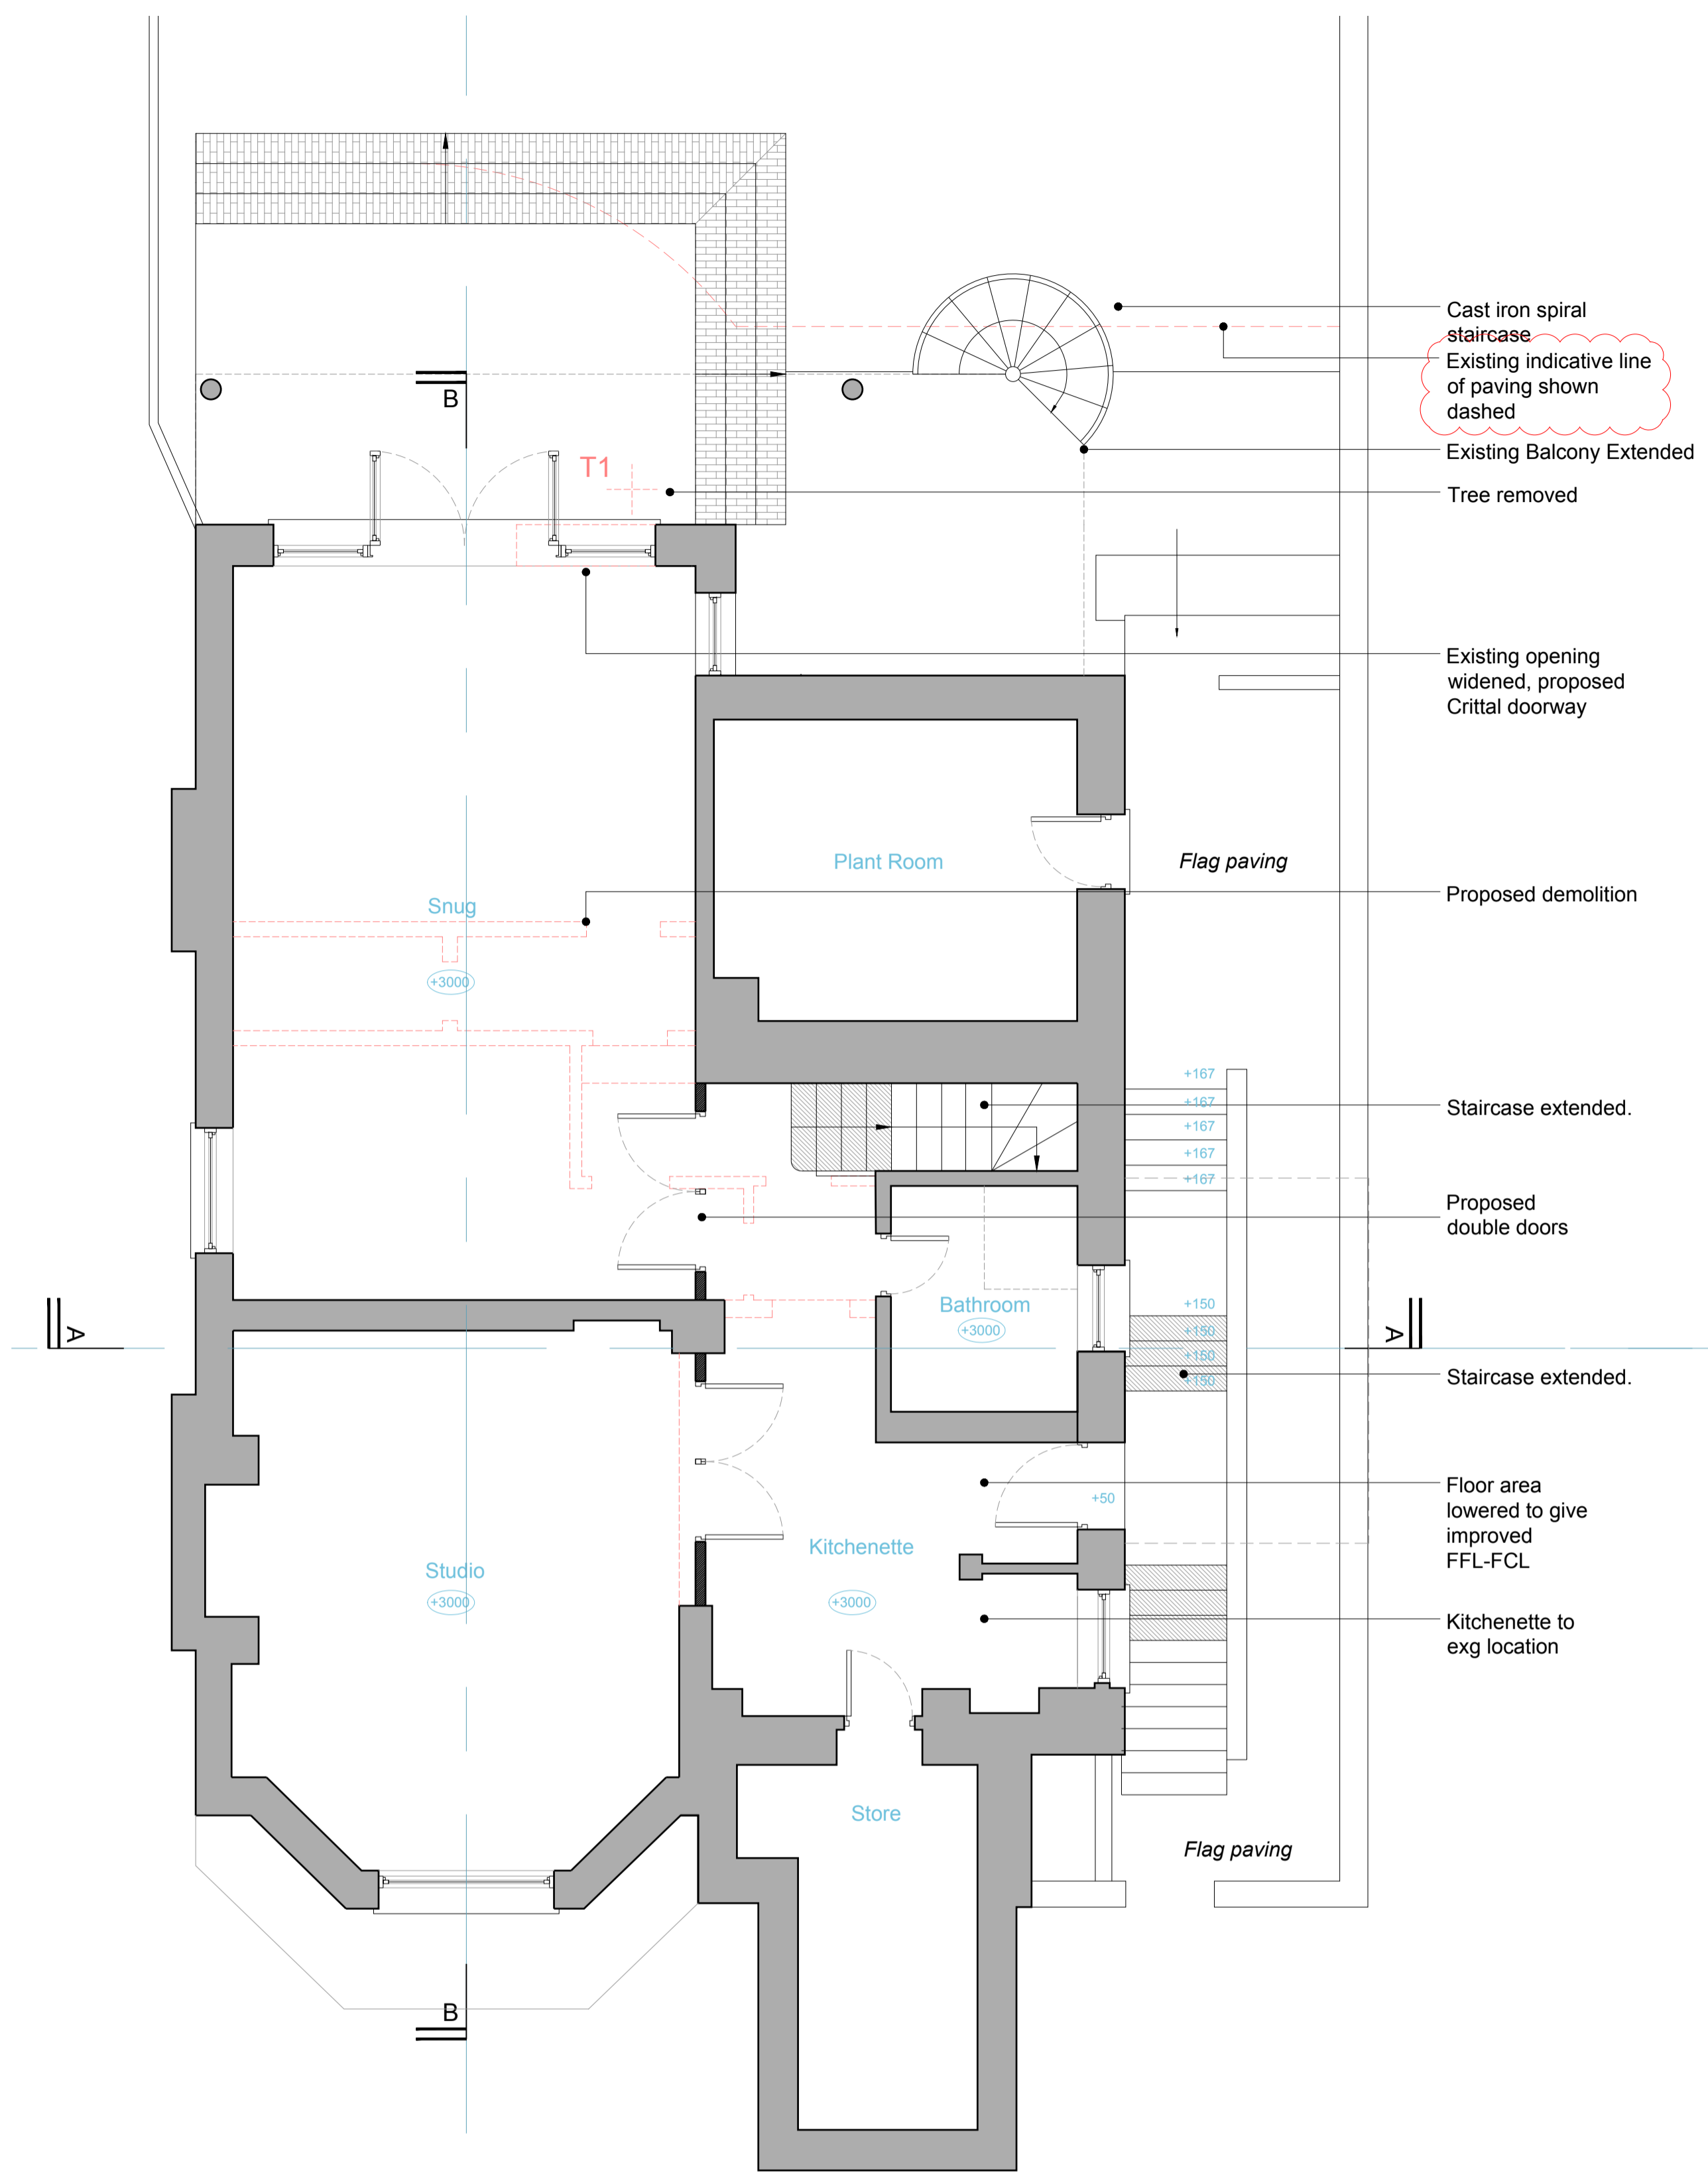 Cast iron spiral
staircase
Existing indicative line
of paving shown
dashed
B
Existing Balcony Extended
T1
Tree removed
Existing opening
widened, proposed
Crittal doorway
Plant Room
Flag paving
Proposed demolition
Snug
+3000
+167
+167
Staircase extended.
+167
+167
+167
Proposed
double doors
Bathroom
+3000
+150
+150
+150
+150
A
A
Staircase extended.
Floor area
lowered to give
improved
FFL-FCL
+50
Kitchenette
+3000
Studio
+3000
Kitchenette to
exg location
Store
Flag paving
B